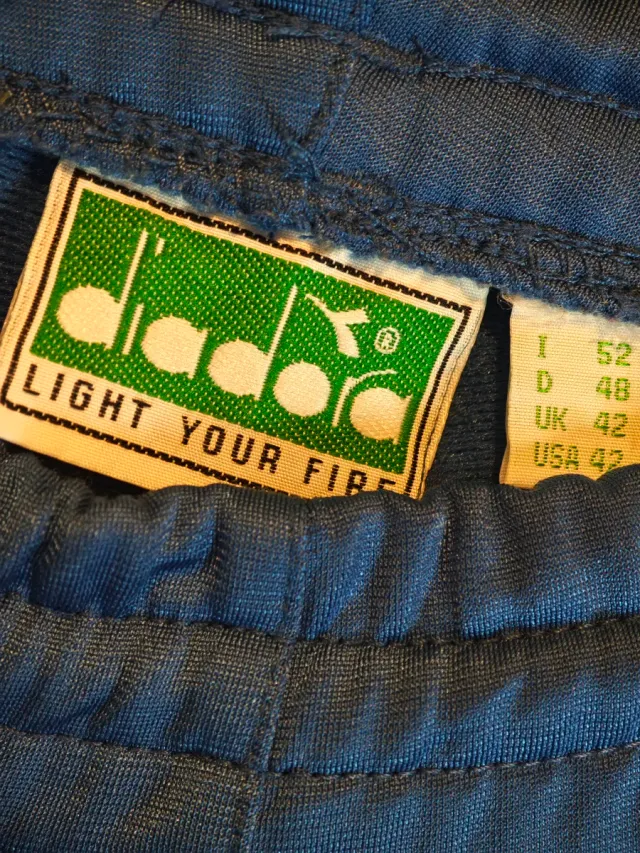 diadora ®
LIGHT YOUR FIRE
I 52
D 48
UK 42
USA 42